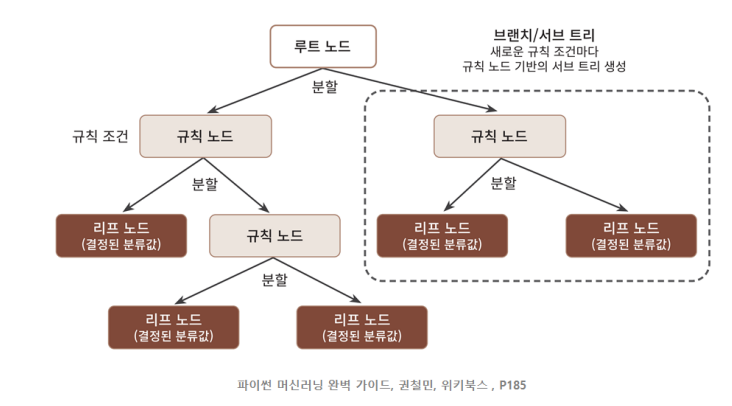 루트 노드
브랜치/서브 트리
새로운 규칙 조건마다
규칙 노드 기반의 서브 트리 생성
분할
규칙 조건
규칙 노드
규칙 노드
분할
분할
리프 노드
(결정된 분류값)
규칙 노드
리프 노드
(결정된 분류값)
리프 노드
(결정된 분류값)
분할
리프 노드
(결정된 분류값)
리프 노드
(결정된 분류값)
파이썬 머신러닝 완벽 가이드, 권철민, 위키북스 , P185